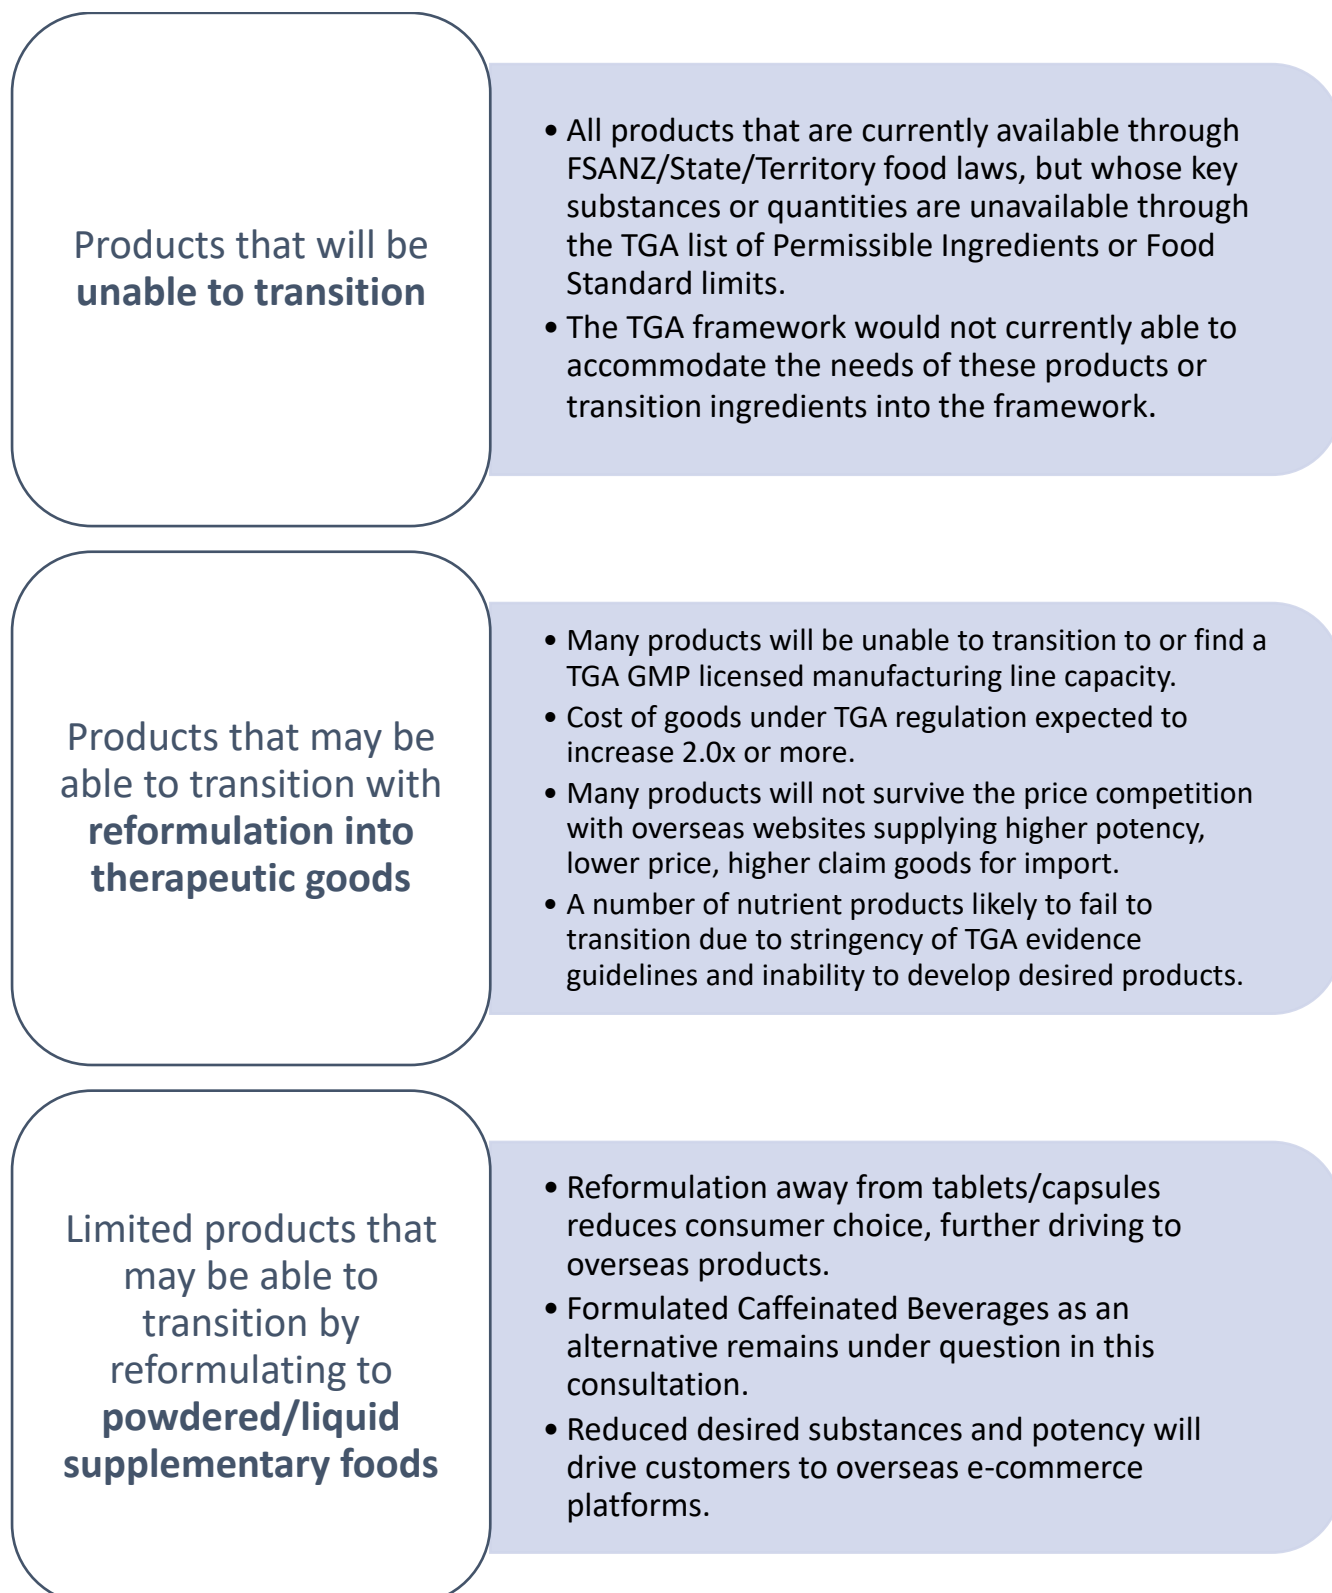 Products that will be
unable to transition
• All products that are currently available through
FSANZ/State/Territory food laws, but whose key
substances or quantities are unavailable through
the TGA list of Permissible Ingredients or Food
Standard limits.
• The TGA framework would not currently able to
accommodate the needs of these products or
transition ingredients into the framework.
Products that may be
able to transition with
reformulation into
therapeutic goods
• Many products will be unable to transition to or find a
TGA GMP licensed manufacturing line capacity.
• Cost of goods under TGA regulation expected to
increase 2.0x or more.
• Many products will not survive the price competition
with overseas websites supplying higher potency,
lower price, higher claim goods for import.
• A number of nutrient products likely to fail to
transition due to stringency of TGA evidence
guidelines and inability to develop desired products.
Limited products that
may be able to
transition by
reformulating to
powdered/liquid
supplementary foods
• Reformulation away from tablets/capsules
reduces consumer choice, further driving to
overseas products.
• Formulated Caffeinated Beverages as an
alternative remains under question in this
consultation.
• Reduced desired substances and potency will
drive customers to overseas e-commerce
platforms.